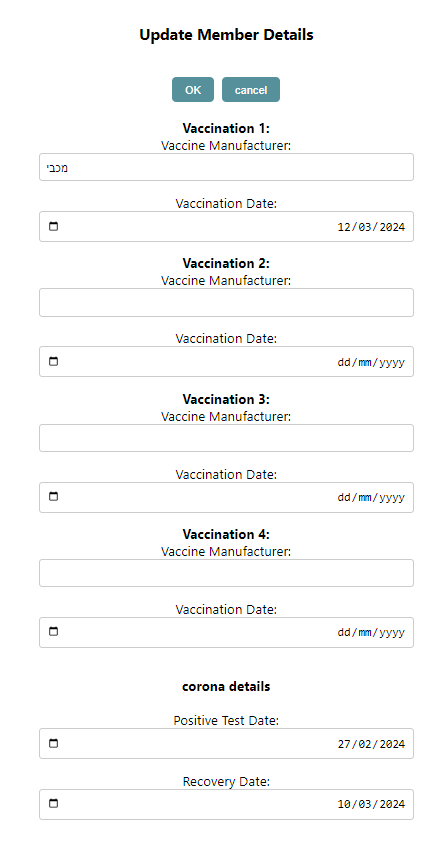 Update Member Details
OK cancel
Vaccination 1:
Vaccine Manufacturer:
מכבי
Vaccination Date:
12/03/2024
Vaccination 2:
Vaccine Manufacturer:
Vaccination Date:
dd/mm/yyyy
Vaccination 3:
Vaccine Manufacturer:
Vaccination Date:
dd/mm/yyyy
Vaccination 4:
Vaccine Manufacturer:
Vaccination Date:
dd/mm/yyyy
corona details
Positive Test Date:
27/02/2024
Recovery Date:
10/03/2024